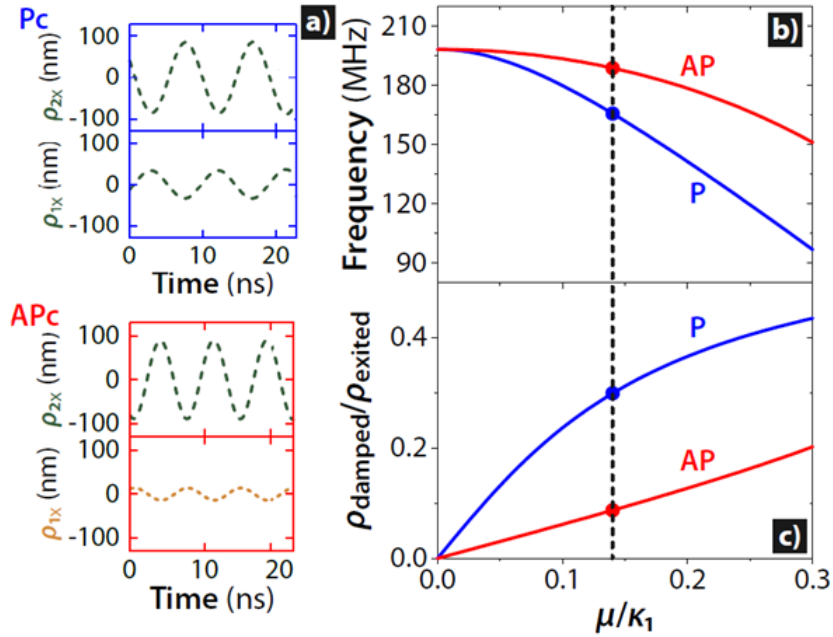 Pc
a)
100
0
-100
ρ2X (nm)
100
0
-100
ρ1X (nm)
0 10 20
Time (ns)
APc
100
0
-100
ρ2X (nm)
100
0
-100
ρ1X (nm)
0 10 20
Time (ns)
b)
210
180
150
120
90
Frequency (MHz)
AP
P
0.4
0.2
0.0
ρdamped/ρexited
P
AP
c)
0.0 0.1 0.2 0.3
μ/κ1